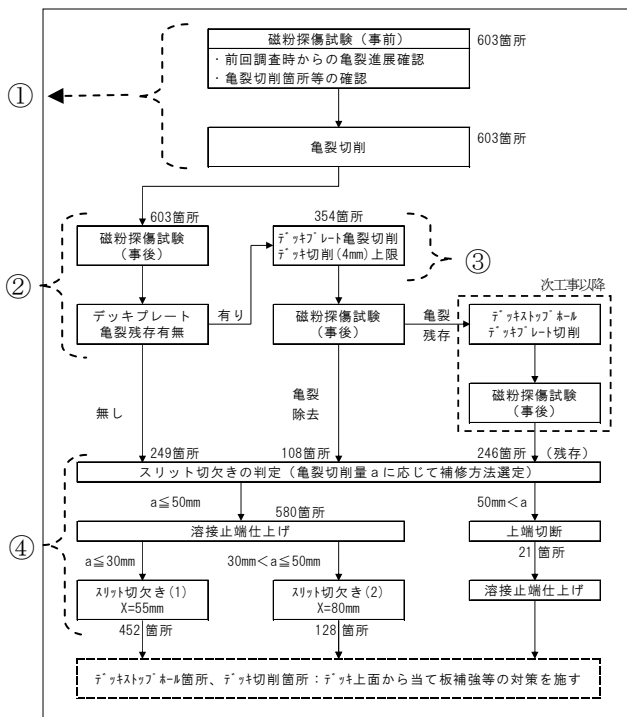 磁粉探傷試験（事前）
603箇所
・前回調査時からの亀裂進展確認
・亀裂切削箇所等の確認
①
亀裂切削
603箇所
603箇所
354箇所
磁粉探傷試験
（事後）
ﾃﾞｯｷﾌﾟﾚｰﾄ亀裂切削
ﾃﾞｯｷ切削(4mm)上限
③
②
次工事以降
デッキプレート
亀裂残存有無
有り
磁粉探傷試験
（事後）
亀裂
残存
ﾃﾞｯｷｽﾄｯﾌﾟﾎｰﾙ
ﾃﾞｯｷﾌﾟﾚｰﾄ切削
無し
亀裂
除去
磁粉探傷試験
（事後）
249箇所
108箇所
246箇所
(残存)
スリット切欠きの判定（亀裂切削量ａに応じて補修方法選定）
a≦50mm
580箇所
50mm<a
④
溶接止端仕上げ
上端切断
a≦30mm
30mm<a≦50mm
21箇所
ｽﾘｯﾄ切欠き(1)
X=55mm
ｽﾘｯﾄ切欠き(2)
X=80mm
溶接止端仕上げ
452箇所
128箇所
ﾃﾞｯｷｽﾄｯﾌﾟﾎｰﾙ箇所、ﾃﾞｯｷ切削箇所：ﾃﾞｯｷ上面から当て板補強等の対策を施す